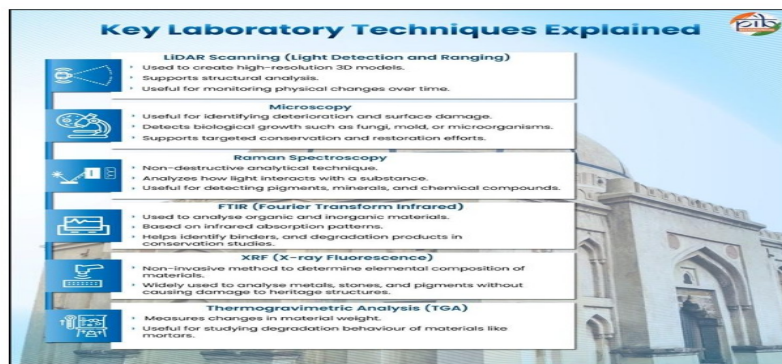 Key Laboratory Techniques Explained
pib
LiDAR Scanning (Light Detection and Ranging)
• Used to create high-resolution 3D models.
• Supports structural analysis.
• Useful for monitoring physical changes over time.
Microscopy
• Useful for identifying deterioration and surface damage.
• Detects biological growth such as fungi, mold, or microorganisms.
• Supports targeted conservation and restoration efforts.
Raman Spectroscopy
• Non-destructive analytical technique.
• Analyzes how light interacts with a substance.
• Useful for detecting pigments, minerals, and chemical compounds.
FTIR (Fourier Transform Infrared)
• Used to analyse organic and inorganic materials.
• Based on infrared absorption patterns.
• Helps identify binders, and degradation products in
conservation studies.
XRF (X-ray Fluorescence)
• Non-invasive method to determine elemental composition of
materials.
• Widely used to analyse metals, stones, and pigments without
causing damage to heritage structures.
Thermogravimetric Analysis (TGA)
• Measures changes in material weight.
• Useful for studying degradation behaviour of materials like
mortars.